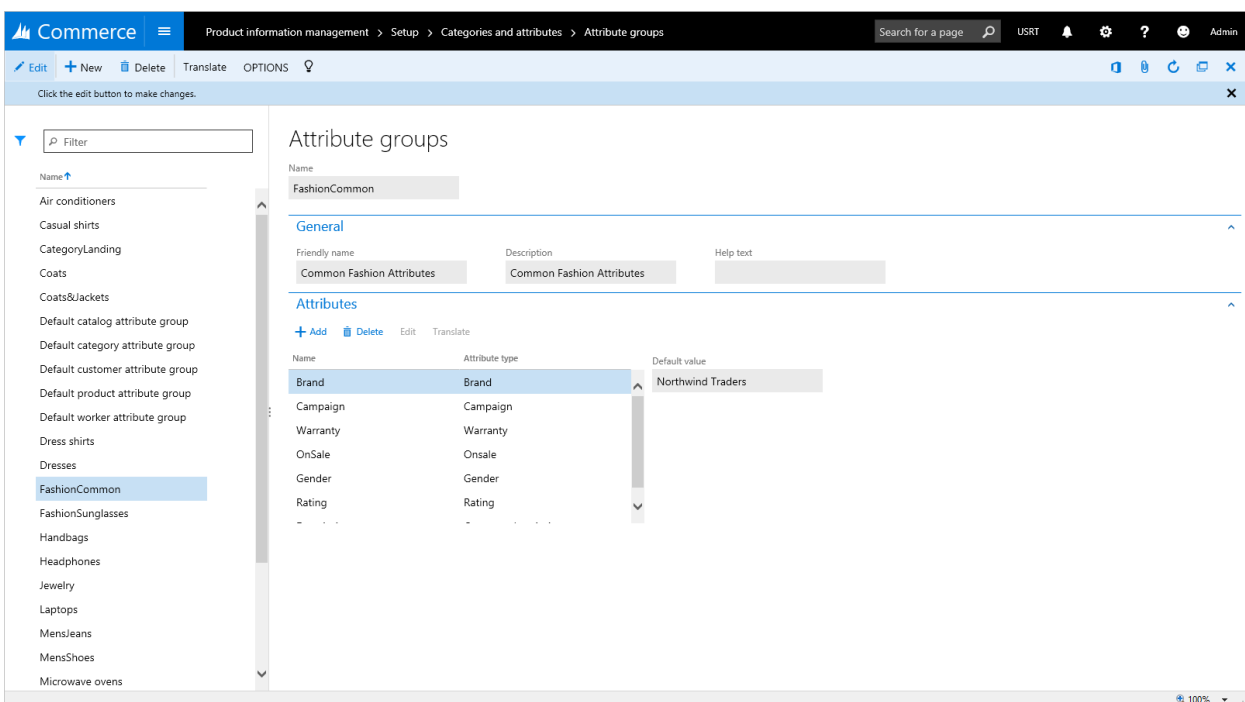 Commerce
Product information management > Setup > Categories and attributes > Attribute groups
Search for a page
USRT
?
Admin
Edit + New Delete Translate OPTIONS
Click the edit button to make changes.
Filter
Name
Air conditioners
Casual shirts
CategoryLanding
Coats
Coats&Jackets
Default catalog attribute group
Default category attribute group
Default customer attribute group
Default product attribute group
Default worker attribute group
Dress shirts
Dresses
FashionCommon
FashionSunglasses
Handbags
Headphones
Jewelry
Laptops
MensJeans
MensShoes
Microwave ovens
Attribute groups
Name
FashionCommon
General
Friendly name Description Help text
Common Fashion Attributes Common Fashion Attributes
Attributes
+ Add Delete Edit Translate
Name Attribute type Default value
Brand Brand Northwind Traders
Campaign Campaign
Warranty Warranty
OnSale Onsale
Gender Gender
Rating Rating
100%